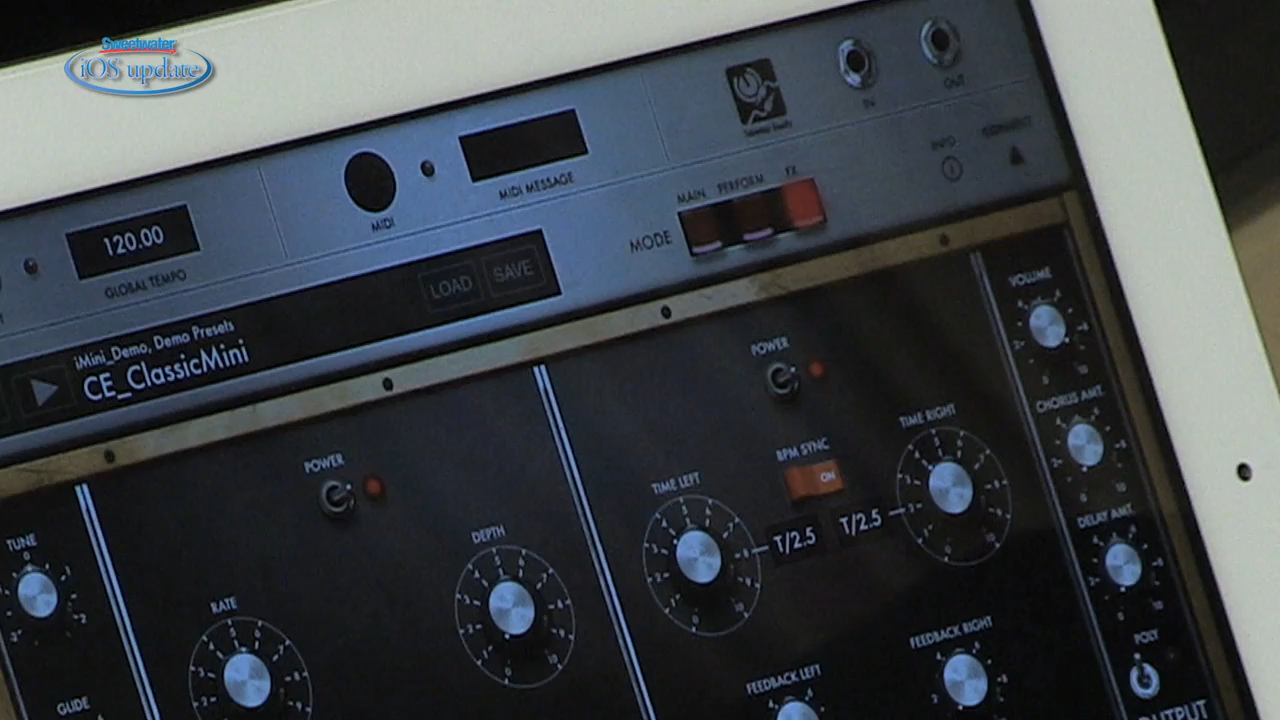 Sweetwater
iOS update
IN
OUT
MIDI
MIDI MESSAGE
120.00
GLOBAL TEMPO
MODE
MAIN
PERFORM
FX
INFO
LOAD
SAVE
iMini_Demo, Demo Presets
CE_ClassicMini
VOLUME
POWER
POWER
CHORUS AMT.
TIME RIGHT
BPM SYNC
ON
TIME LEFT
T/2.5
T/2.5
DELAY AMT.
TUNE
DEPTH
RATE
GLIDE
FEEDBACK LEFT
FEEDBACK RIGHT
POLY
OUTPUT